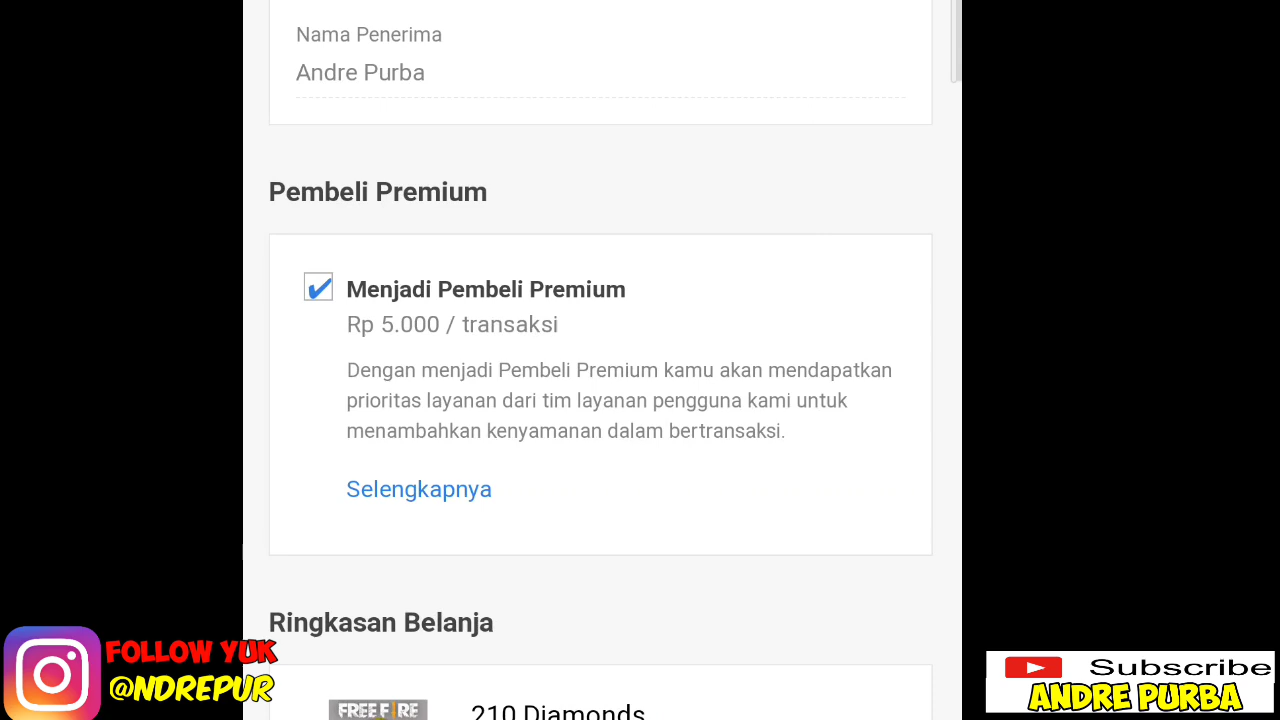 Nama Penerima
Andre Purba
Pembeli Premium
Menjadi Pembeli Premium
Rp 5.000 / transaksi
Dengan menjadi Pembeli Premium kamu akan mendapatkan
prioritas layanan dari tim layanan pengguna kami untuk
menambahkan kenyamanan dalam bertransaksi.
Selengkapnya
Ringkasan Belanja
FREE FIRE
210 Diamonds
FOLLOW YUK
@NDREPUR
Subscribe
ANDRE PURBA